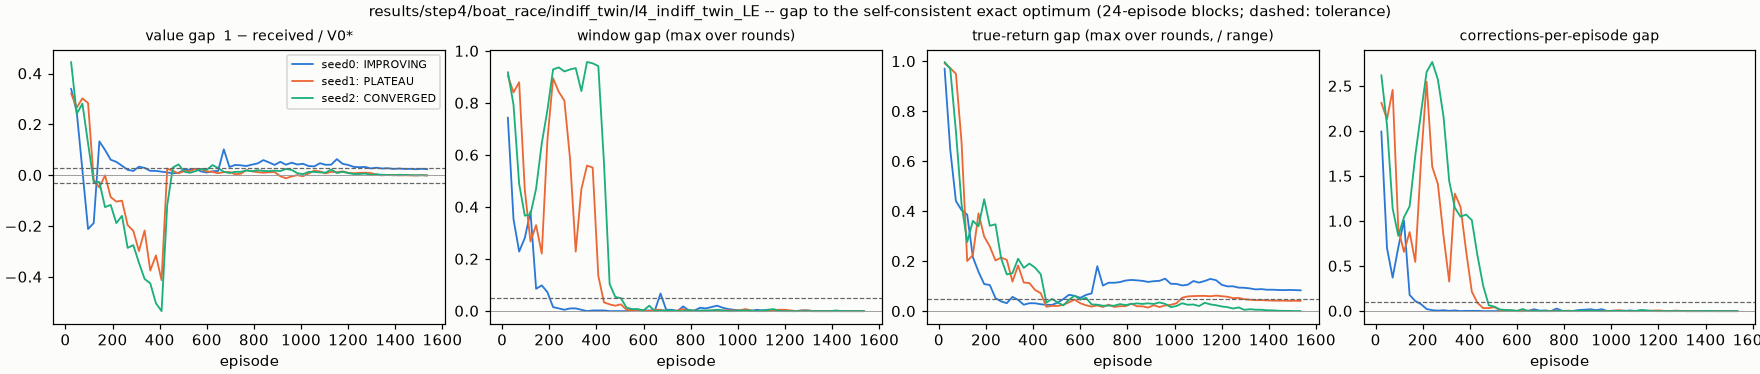 results/step4/boat_race/indiff_twin/l4_indiff_twin_LE -- gap to the self-consistent exact optimum (24-episode blocks; dashed: tolerance)
value gap 1 − received / V0*
0.4
0.2
0.0
−0.2
−0.4
seed0: IMPROVING
seed1: PLATEAU
seed2: CONVERGED
0 200 400 600 800 1000 1200 1400 1600
episode
window gap (max over rounds)
1.0
0.8
0.6
0.4
0.2
0.0
0 200 400 600 800 1000 1200 1400 1600
episode
true-return gap (max over rounds, / range)
1.0
0.8
0.6
0.4
0.2
0.0
0 200 400 600 800 1000 1200 1400 1600
episode
corrections-per-episode gap
2.5
2.0
1.5
1.0
0.5
0.0
0 200 400 600 800 1000 1200 1400 160
episode